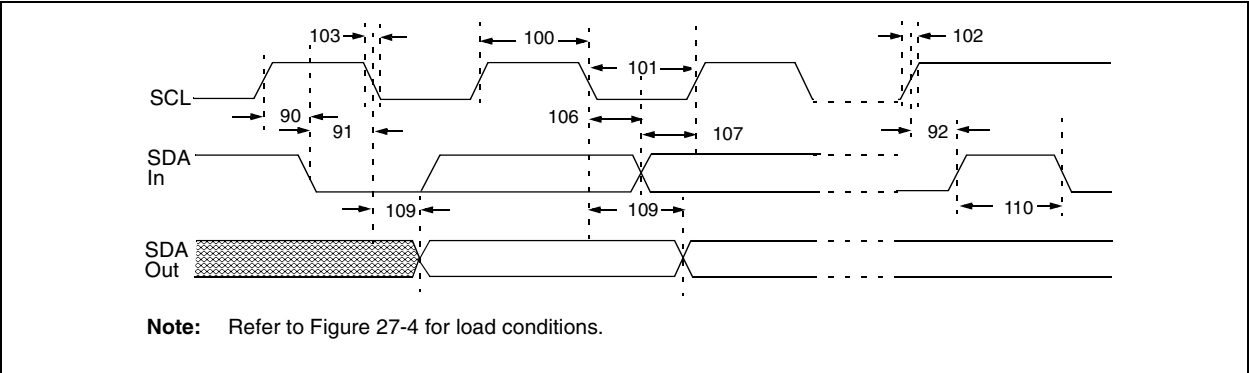 103
100
102
101
SCL
90
91
106
107
92
SDA
In
109
109
110
SDA
Out
Note: Refer to Figure 27-4 for load conditions.